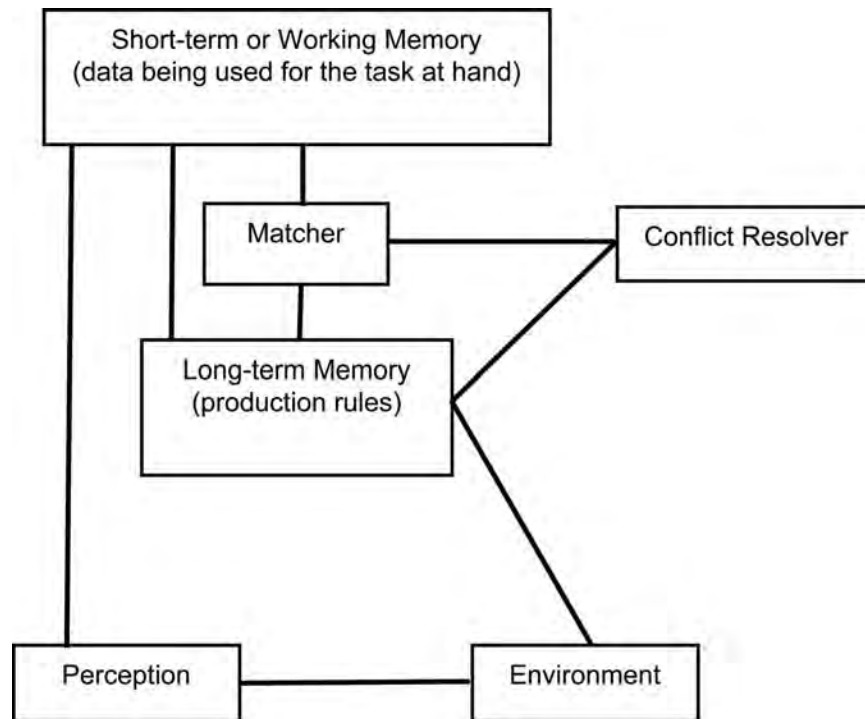 Short-term or Working Memory
(data being used for the task at hand)
Matcher
Conflict Resolver
Long-term Memory
(production rules)
Perception
Environment